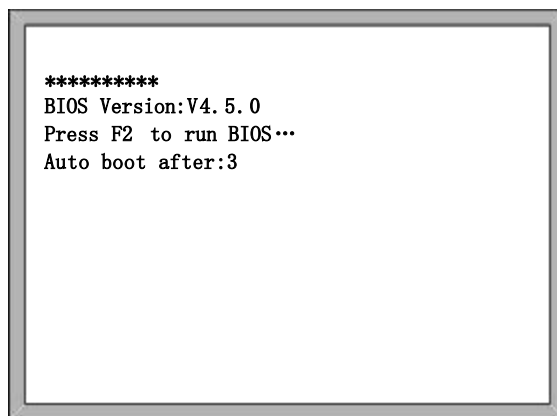 **********
BIOS Version:V4.5.0
Press F2 to run BIOS···
Auto boot after:3